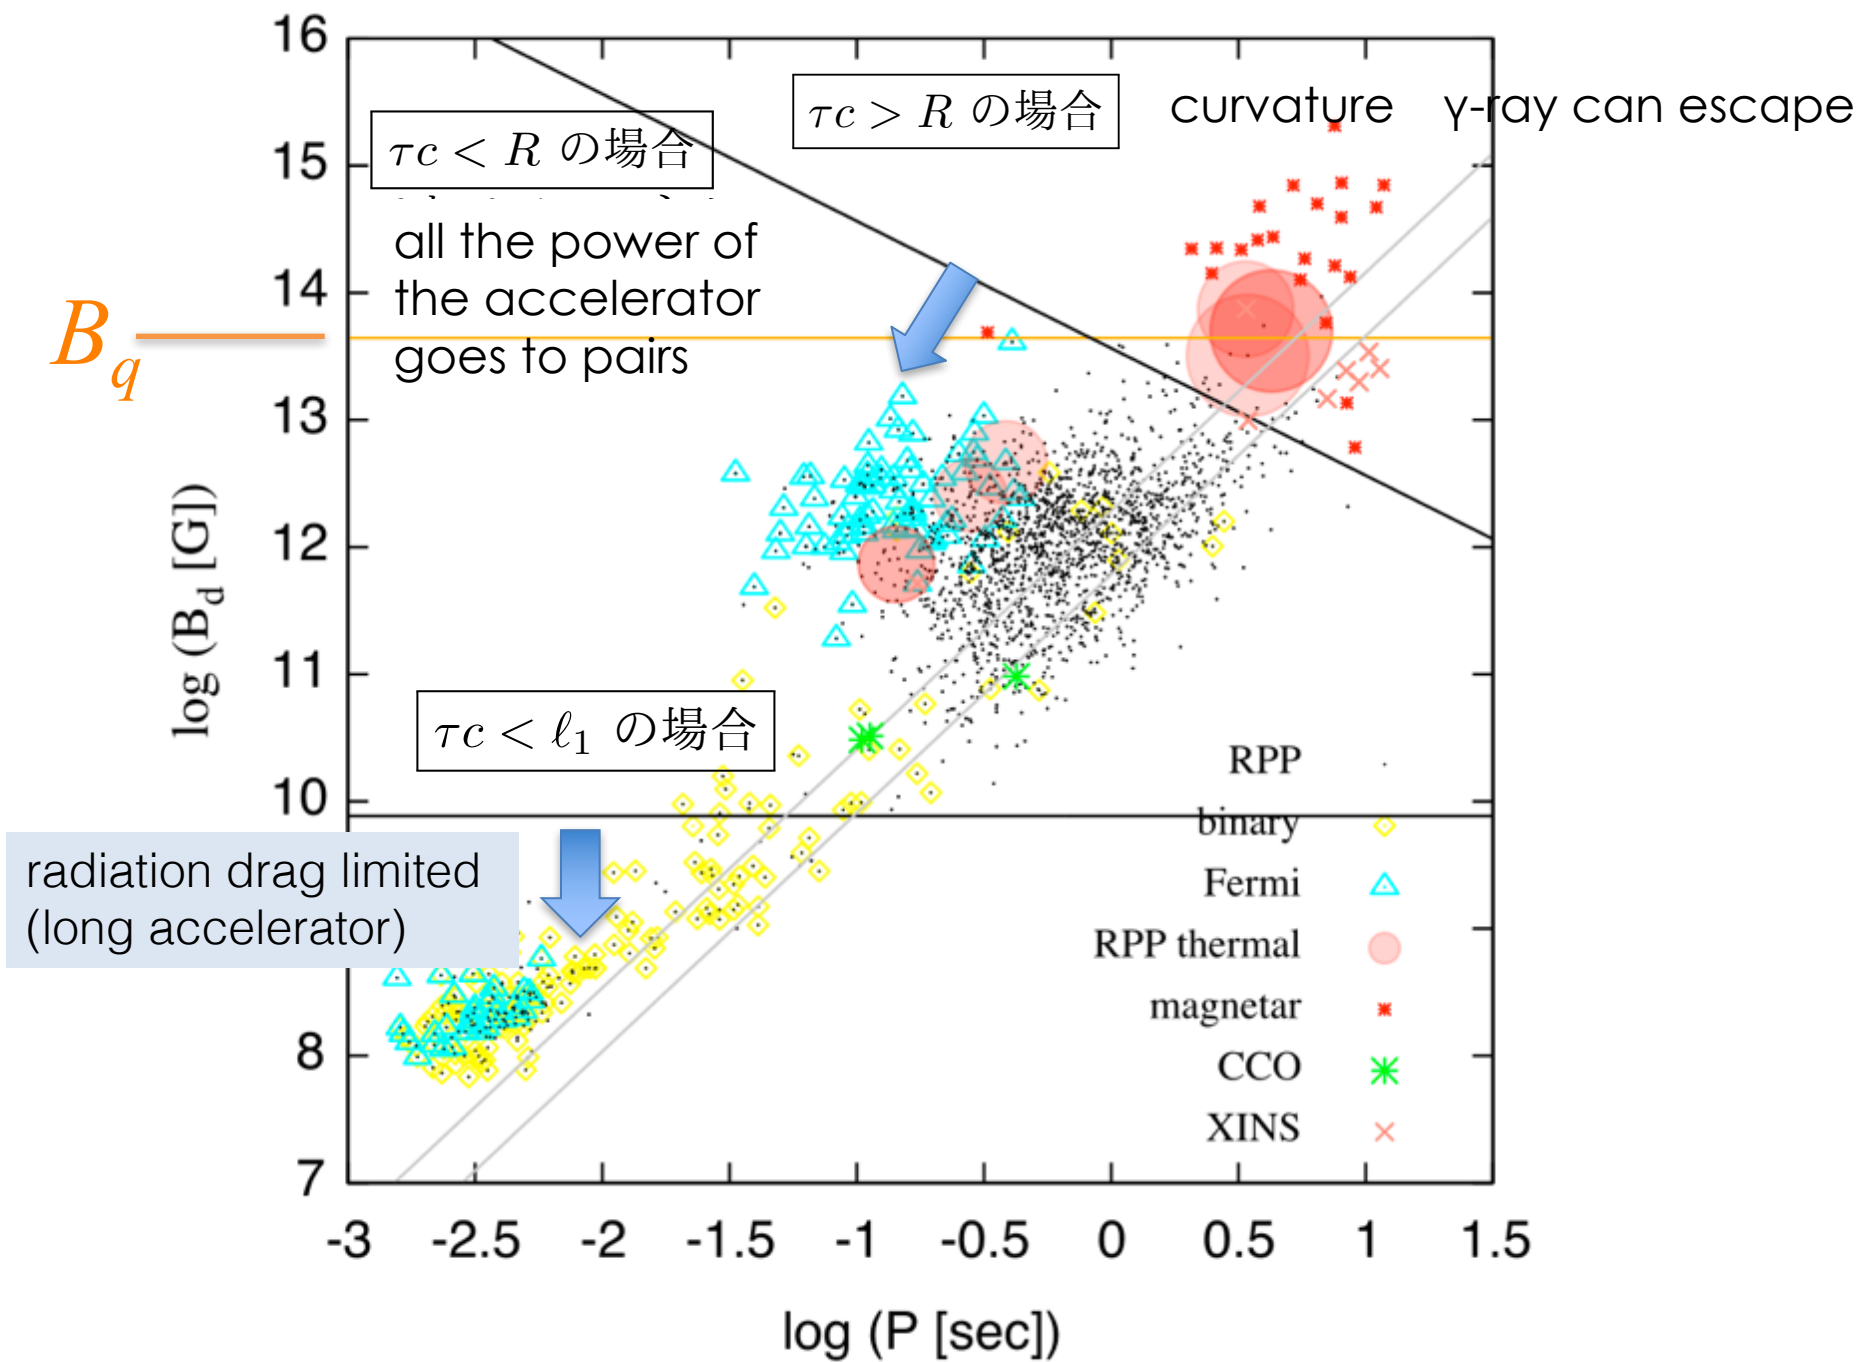 16
τc < R の場合
τc > R の場合
curvature γ-ray can escape
15
all the power of
the accelerator
goes to pairs
14
B_q
13
12
log (B_d [G])
11
τc < ℓ₁ の場合
RPP
10
binary
radiation drag limited
(long accelerator)
Fermi
RPP thermal
magnetar
8
CCO
XINS
7
-3 -2.5 -2 -1.5 -1 -0.5 0 0.5 1 1.5
log (P [sec])